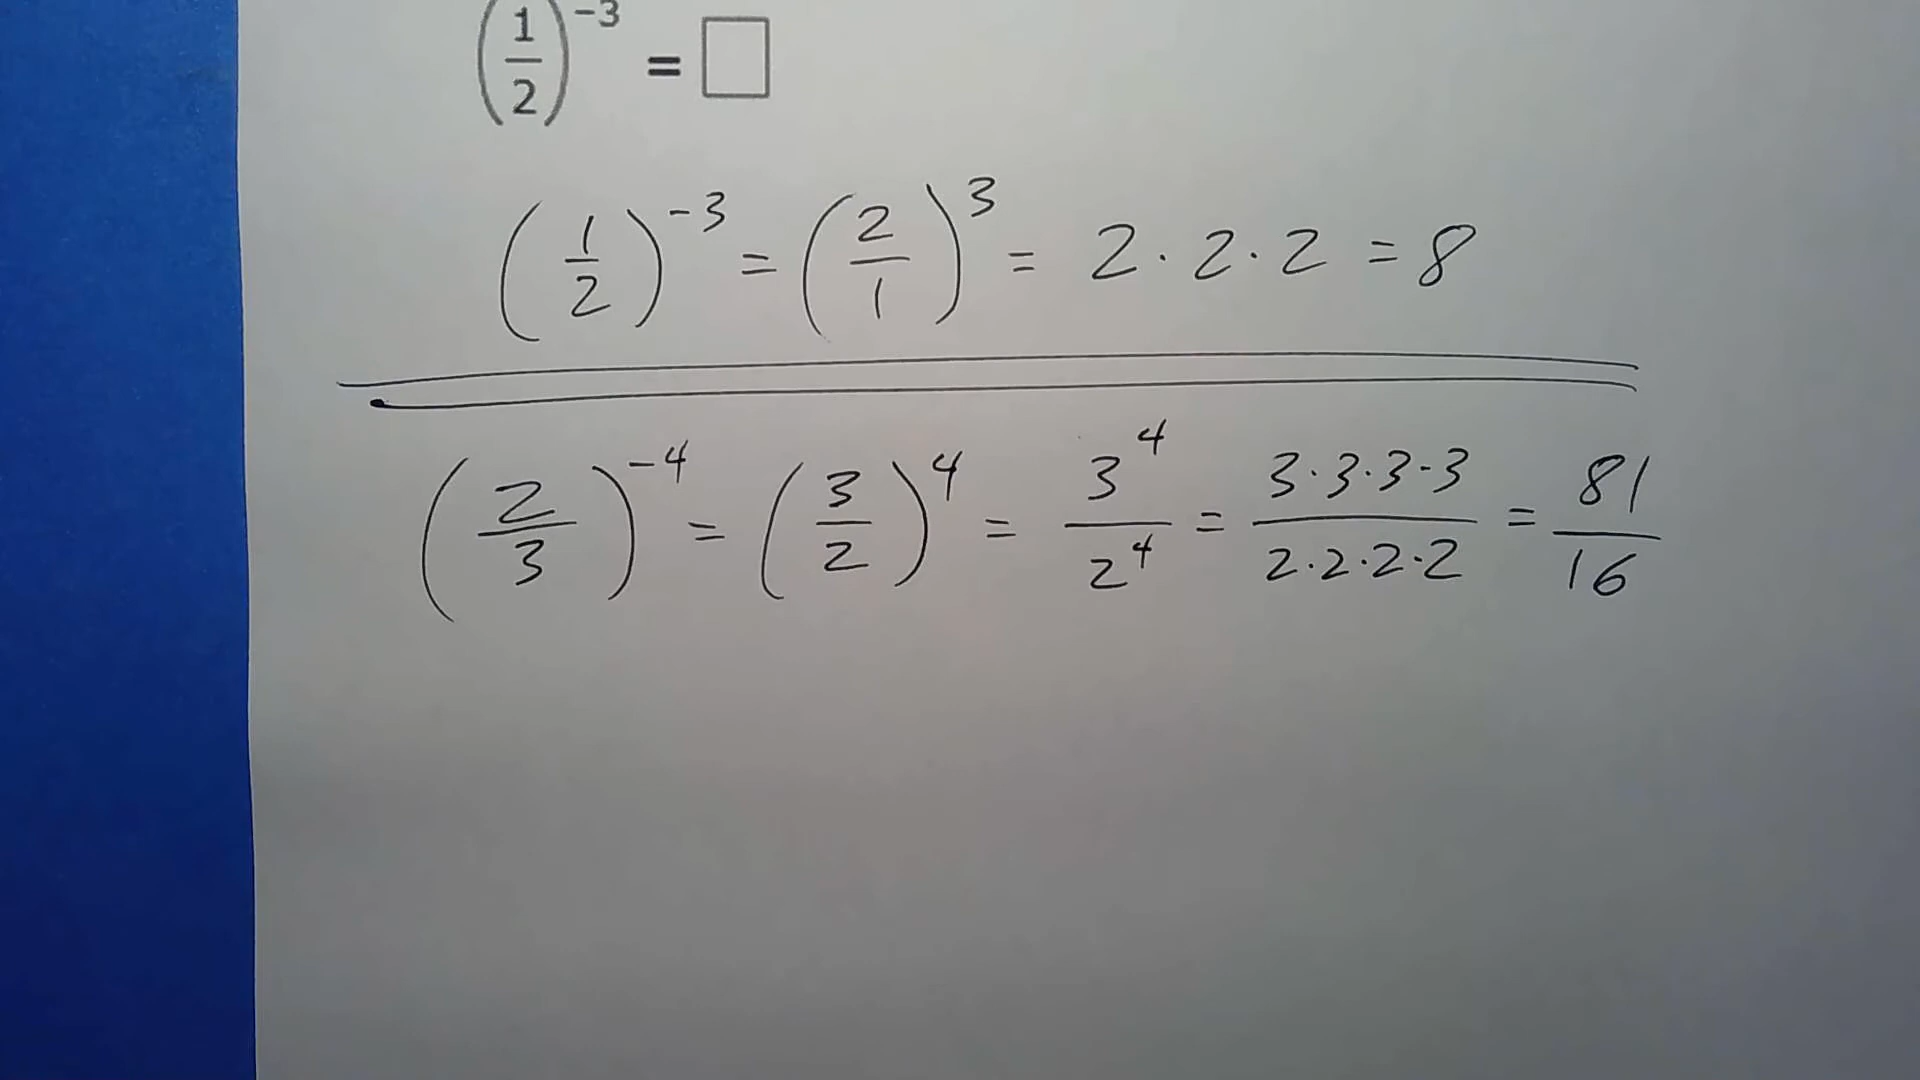 (1/2)^-3 = □
(1/2)^-3 = (2/1)^3 = 2 · 2 · 2 = 8
(2/3)^-4 = (3/2)^4 = 3^4/2^4 = 3·3·3·3/2·2·2·2 = 81/16